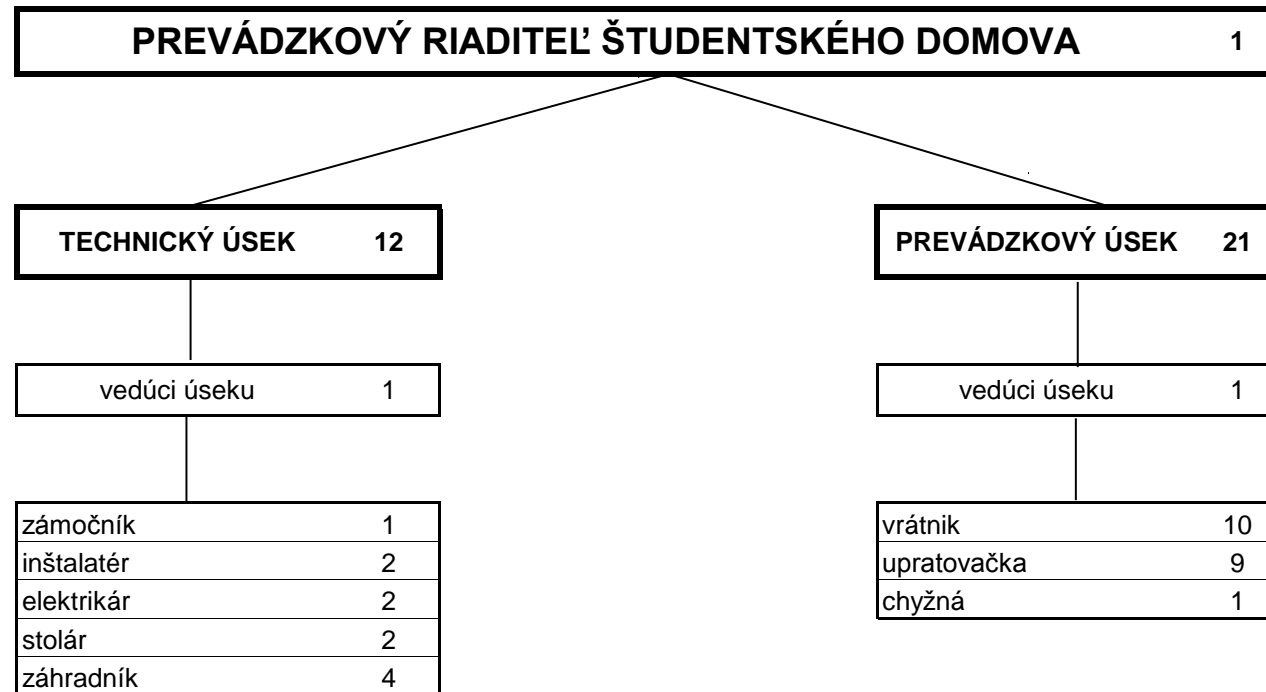 PREVÁDZKOVÝ RIADITEĽ ŠTUDENTSKÉHO DOMOVA 1
TECHNICKÝ ÚSEK 12
vedúci úseku 1
zámočník 1
inštalatér 2
elektrikár 2
stolár 2
záhradník 4
PREVÁDZKOVÝ ÚSEK 21
vedúci úseku 1
vrátnik 10
upratovačka 9
chyžná 1